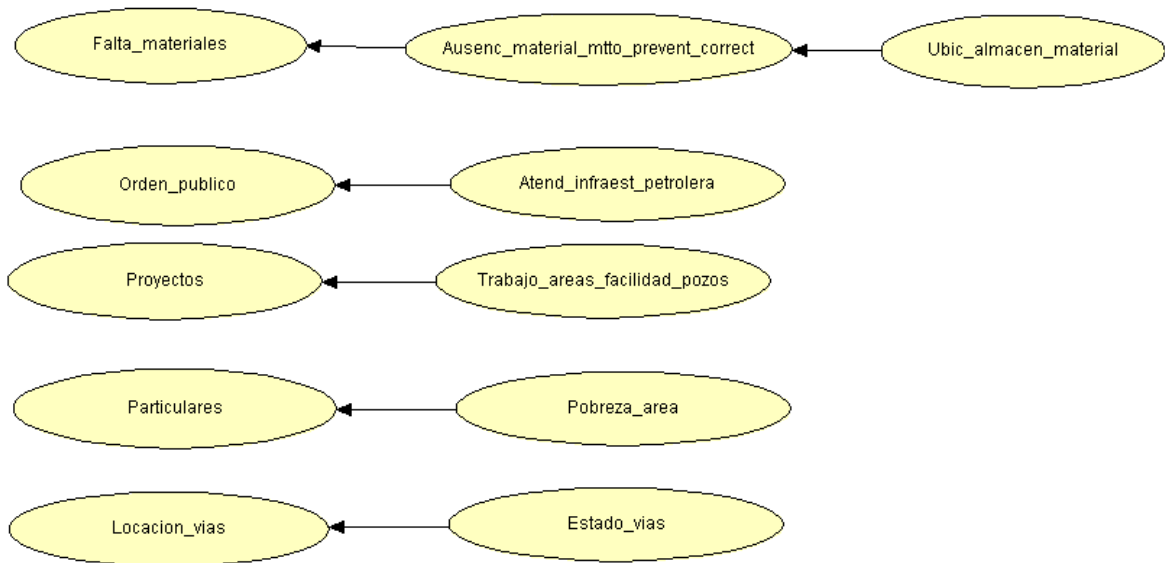 Falta_materiales
Ausenc_material_mtto_prevent_correct
Ubic_almacen_material
Orden_publico
Atend_infraest_petrolera
Proyectos
Trabajo_areas_facilidad_pozos
Particulares
Pobreza_area
Locacion_vias
Estado_vias